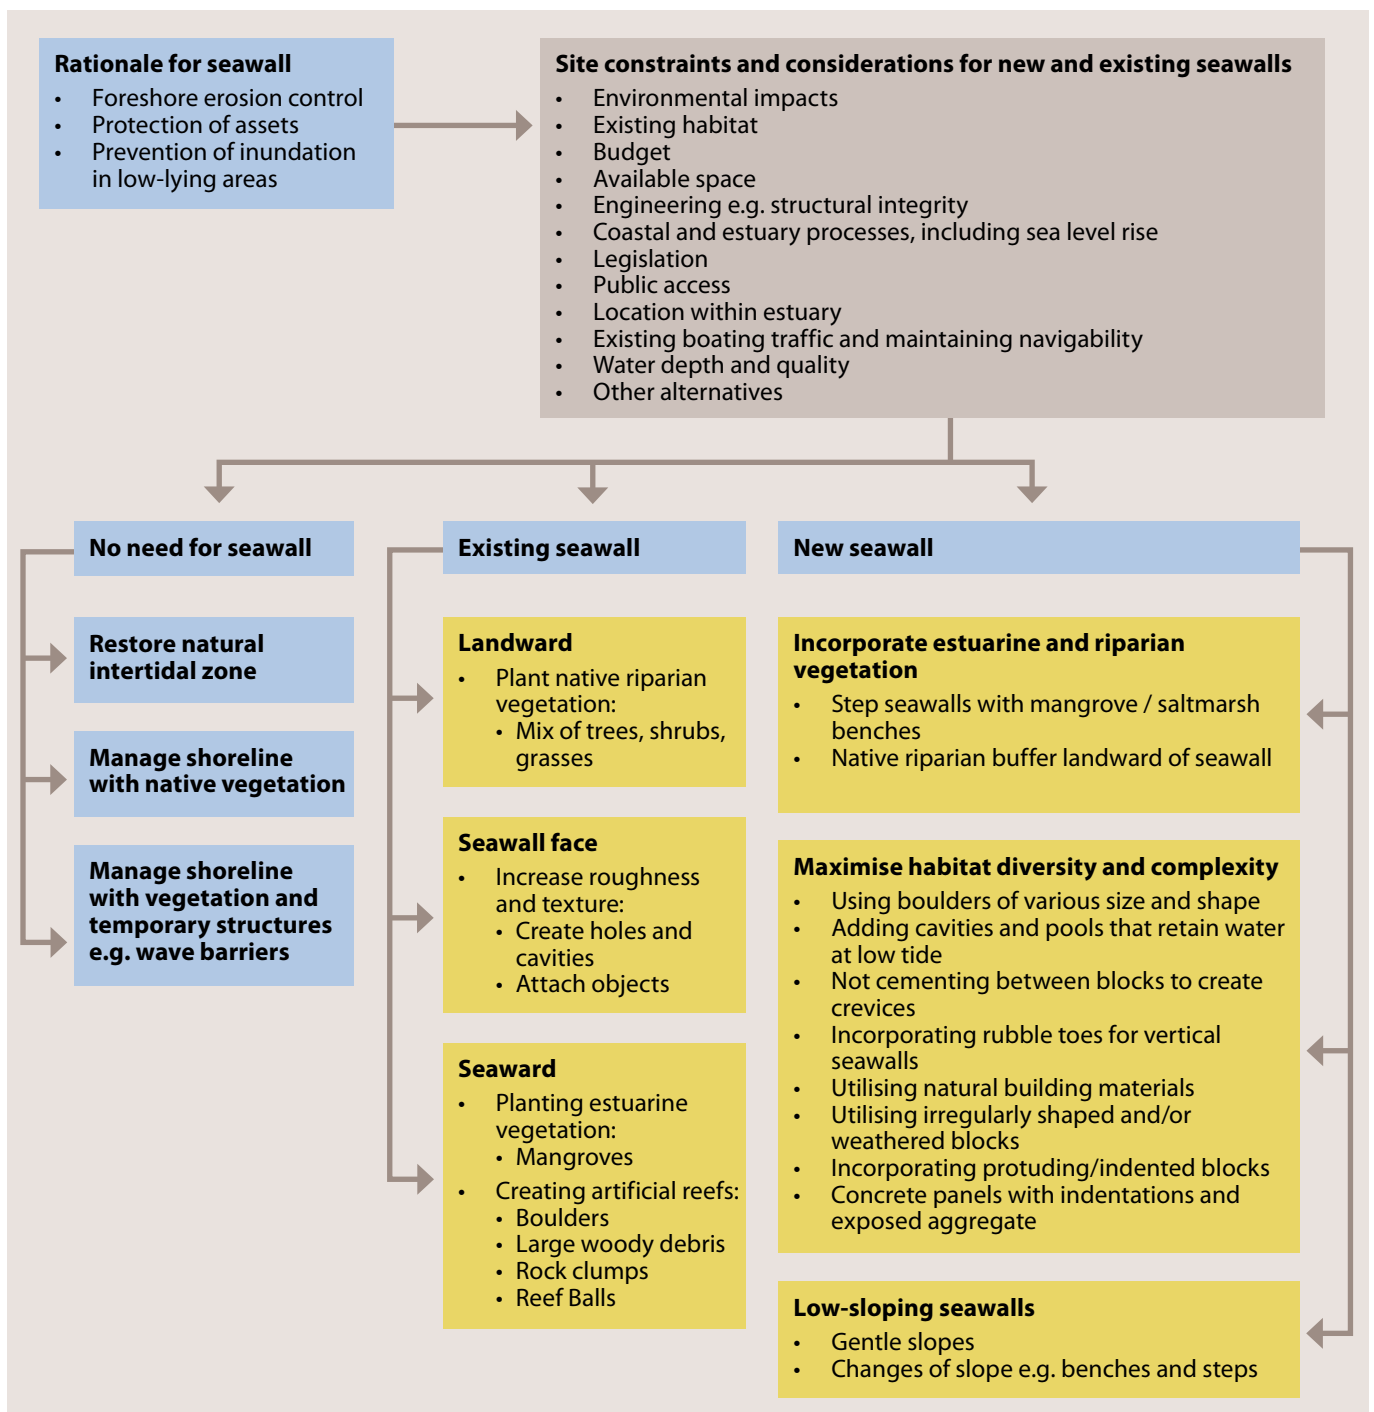 Rationale for seawall
• Foreshore erosion control
• Protection of assets
• Prevention of inundation
in low-lying areas
Site constraints and considerations for new and existing seawalls
• Environmental impacts
• Existing habitat
• Budget
• Available space
• Engineering e.g. structural integrity
• Coastal and estuary processes, including sea level rise
• Legislation
• Public access
• Location within estuary
• Existing boating traffic and maintaining navigability
• Water depth and quality
• Other alternatives
No need for seawall
Restore natural
intertidal zone
Manage shoreline
with native vegetation
Manage shoreline
with vegetation and
temporary structures
e.g. wave barriers
Existing seawall
Landward
• Plant native riparian
vegetation:
• Mix of trees, shrubs,
grasses
Seawall face
• Increase roughness
and texture:
• Create holes and
cavities
• Attach objects
Seaward
• Planting estuarine
vegetation:
• Mangroves
• Creating artificial reefs:
• Boulders
• Large woody debris
• Rock clumps
• Reef Balls
New seawall
Incorporate estuarine and riparian
vegetation
• Step seawalls with mangrove / saltmarsh
benches
• Native riparian buffer landward of seawall
Maximise habitat diversity and complexity
• Using boulders of various size and shape
• Adding cavities and pools that retain water
at low tide
• Not cementing between blocks to create
crevices
• Incorporating rubble toes for vertical
seawalls
• Utilising natural building materials
• Utilising irregularly shaped and/or
weathered blocks
• Incorporating protuding/indented blocks
• Concrete panels with indentations and
exposed aggregate
Low-sloping seawalls
• Gentle slopes
• Changes of slope e.g. benches and steps